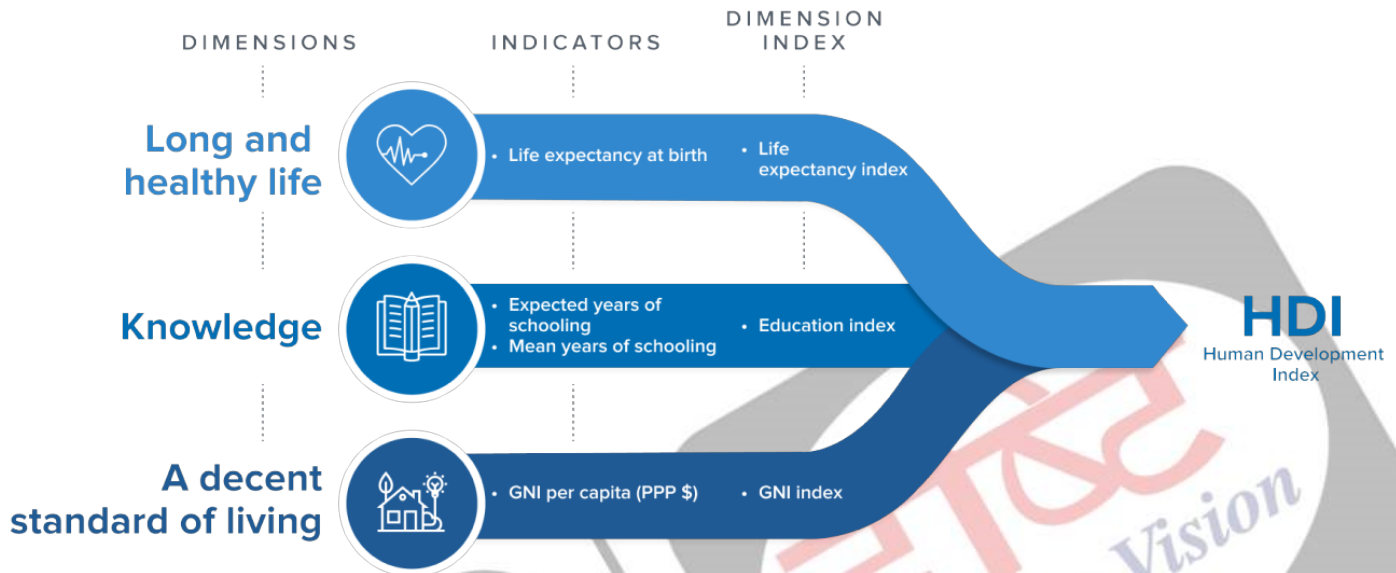 DIMENSIONS
INDICATORS
DIMENSION
INDEX
Long and
healthy life
• Life expectancy at birth
• Life
expectancy index
Knowledge
• Expected years of
schooling
• Mean years of schooling
• Education index
A decent
standard of living
• GNI per capita (PPP $)
• GNI index
HDI
Human Development
Index
Vision